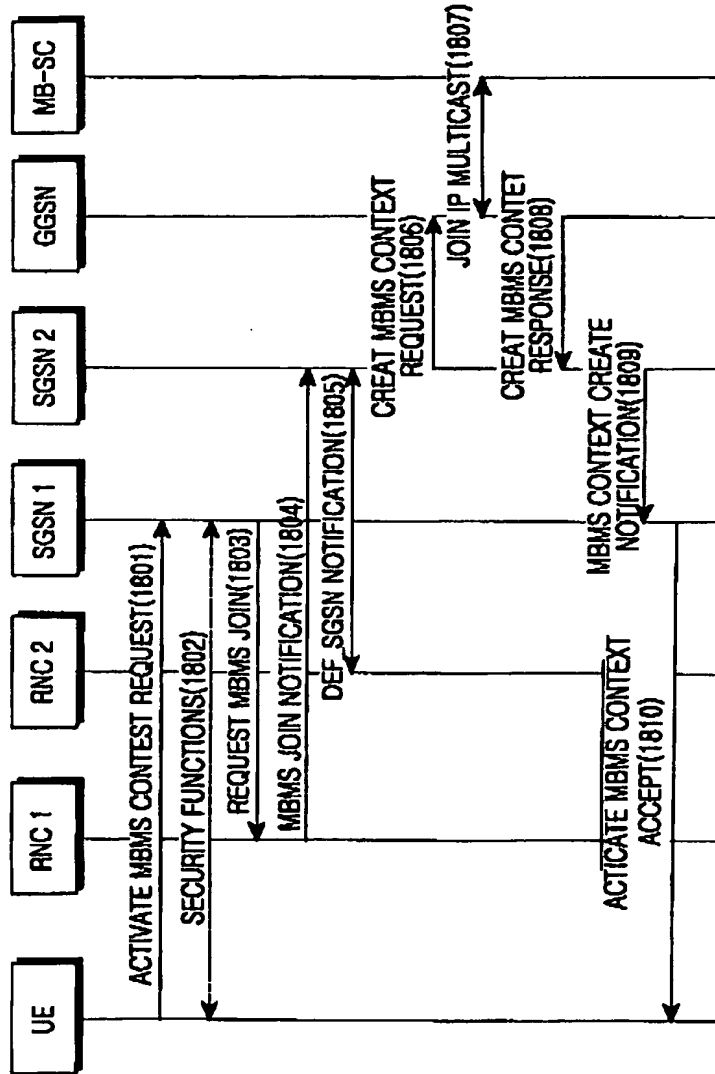 UE
RNC 1
RNC 2
SGSN 1
SGSN 2
GGSN
MB-SC
ACTIVATE MBMS CONTEST REQUEST(1801)
SECURITY FUNCTIONS(1802)
REQUEST MBMS JOIN(1803)
MBMS JOIN NOTIFICATION(1804)
DEF_SGSN NOTIFICATION(1805)
CREAT MBMS CONTEXT
REQUEST(1806)
JOIN IP MULTICAST(1807)
CREAT MBMS CONTET
RESPONSE(1808)
MBMS CONTEXT CREATE
NOTIFICATION(1809)
ACTICATE MBMS CONTEXT
ACCEPT(1810)